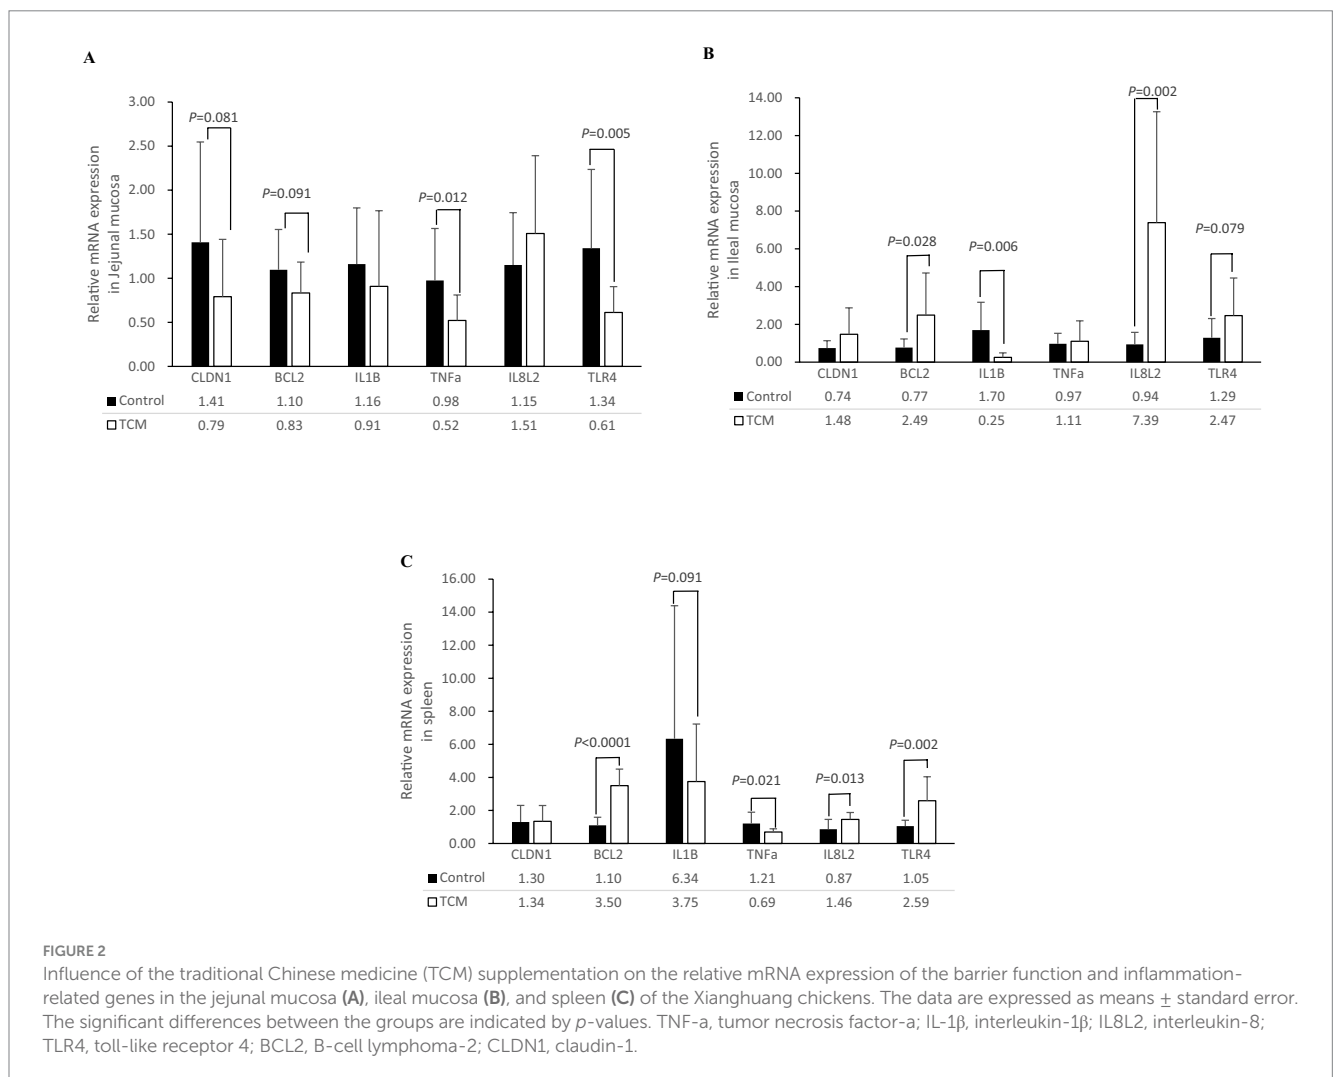 A
Relative mRNA expression
in Jejunal mucosa
3.00
2.50
2.00
1.50
1.00
0.50
0.00
P=0.081
P=0.091
P=0.012
P=0.005
CLDN1 BCL2 IL1B TNFa IL8L2 TLR4
Control 1.41 1.10 1.16 0.98 1.15 1.34
TCM 0.79 0.83 0.91 0.52 1.51 0.61
B
Relative mRNA expression
in Ileal mucosa
14.00
12.00
10.00
8.00
6.00
4.00
2.00
0.00
P=0.028
P=0.006
P=0.002
P=0.079
CLDN1 BCL2 IL1B TNFa IL8L2 TLR4
Control 0.74 0.77 1.70 0.97 0.94 1.29
TCM 1.48 2.49 0.25 1.11 7.39 2.47
C
Relative mRNA expression
in spleen
16.00
14.00
12.00
10.00
8.00
6.00
4.00
2.00
0.00
P<0.0001
P=0.091
P=0.021
P=0.013
P=0.002
CLDN1 BCL2 IL1B TNFa IL8L2 TLR4
Control 1.30 1.10 6.34 1.21 0.87 1.05
TCM 1.34 3.50 3.75 0.69 1.46 2.59
FIGURE 2
Influence of the traditional Chinese medicine (TCM) supplementation on the relative mRNA expression of the barrier function and inflammation-
related genes in the jejunal mucosa (A), ileal mucosa (B), and spleen (C) of the Xianghuang chickens. The data are expressed as means ± standard error.
The significant differences between the groups are indicated by p-values. TNF-a, tumor necrosis factor-a; IL-1β, interleukin-1β; IL8L2, interleukin-8;
TLR4, toll-like receptor 4; BCL2, B-cell lymphoma-2; CLDN1, claudin-1.